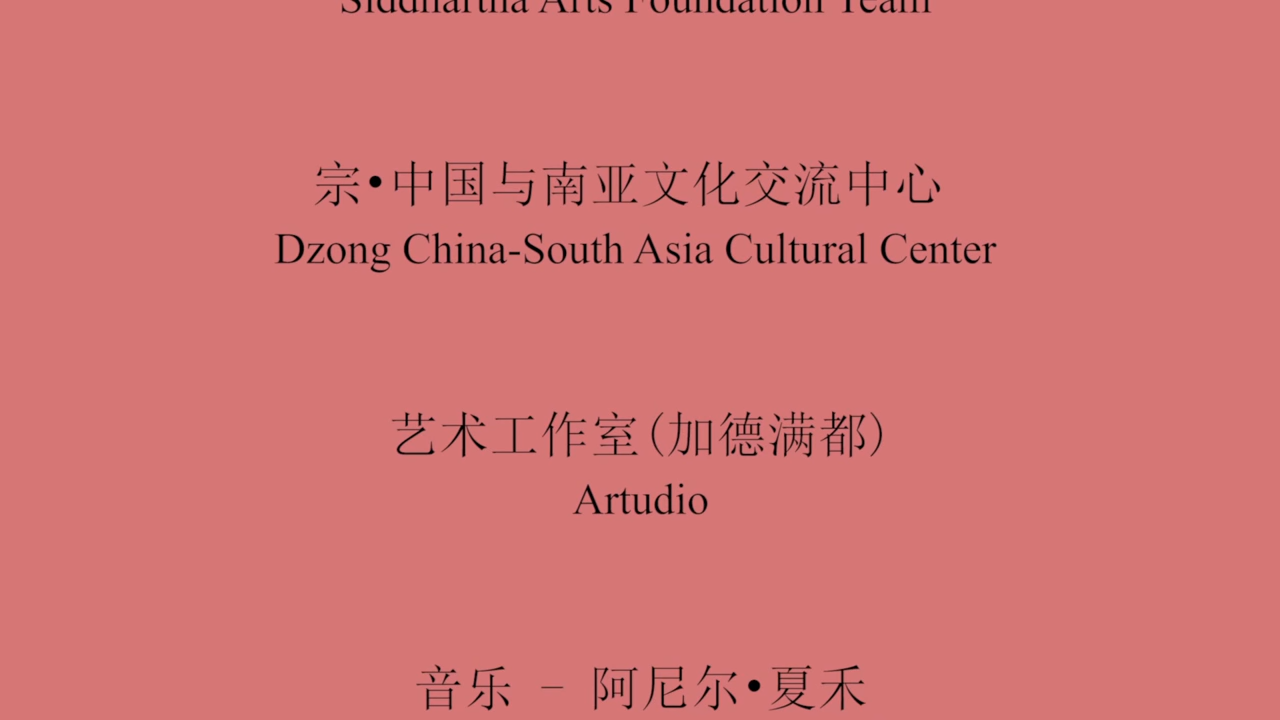 Siddhartha Arts Foundation Team
宗•中国与南亚文化交流中心
Dzong China-South Asia Cultural Center
艺术工作室(加德满都)
Artudio
音乐 – 阿尼尔•夏禾